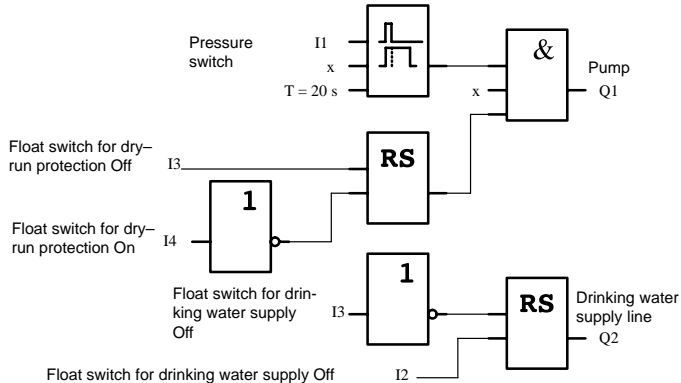 Pressure
switch
I1
x
T = 20 s
&
x
Pump
Q1
Float switch for dry–
run protection Off
I3
RS
Float switch for dry–
run protection On
I4
1
Float switch for drin-
king water supply
Off
I3
1
RS
Drinking water
supply line
Q2
Float switch for drinking water supply Off
I2